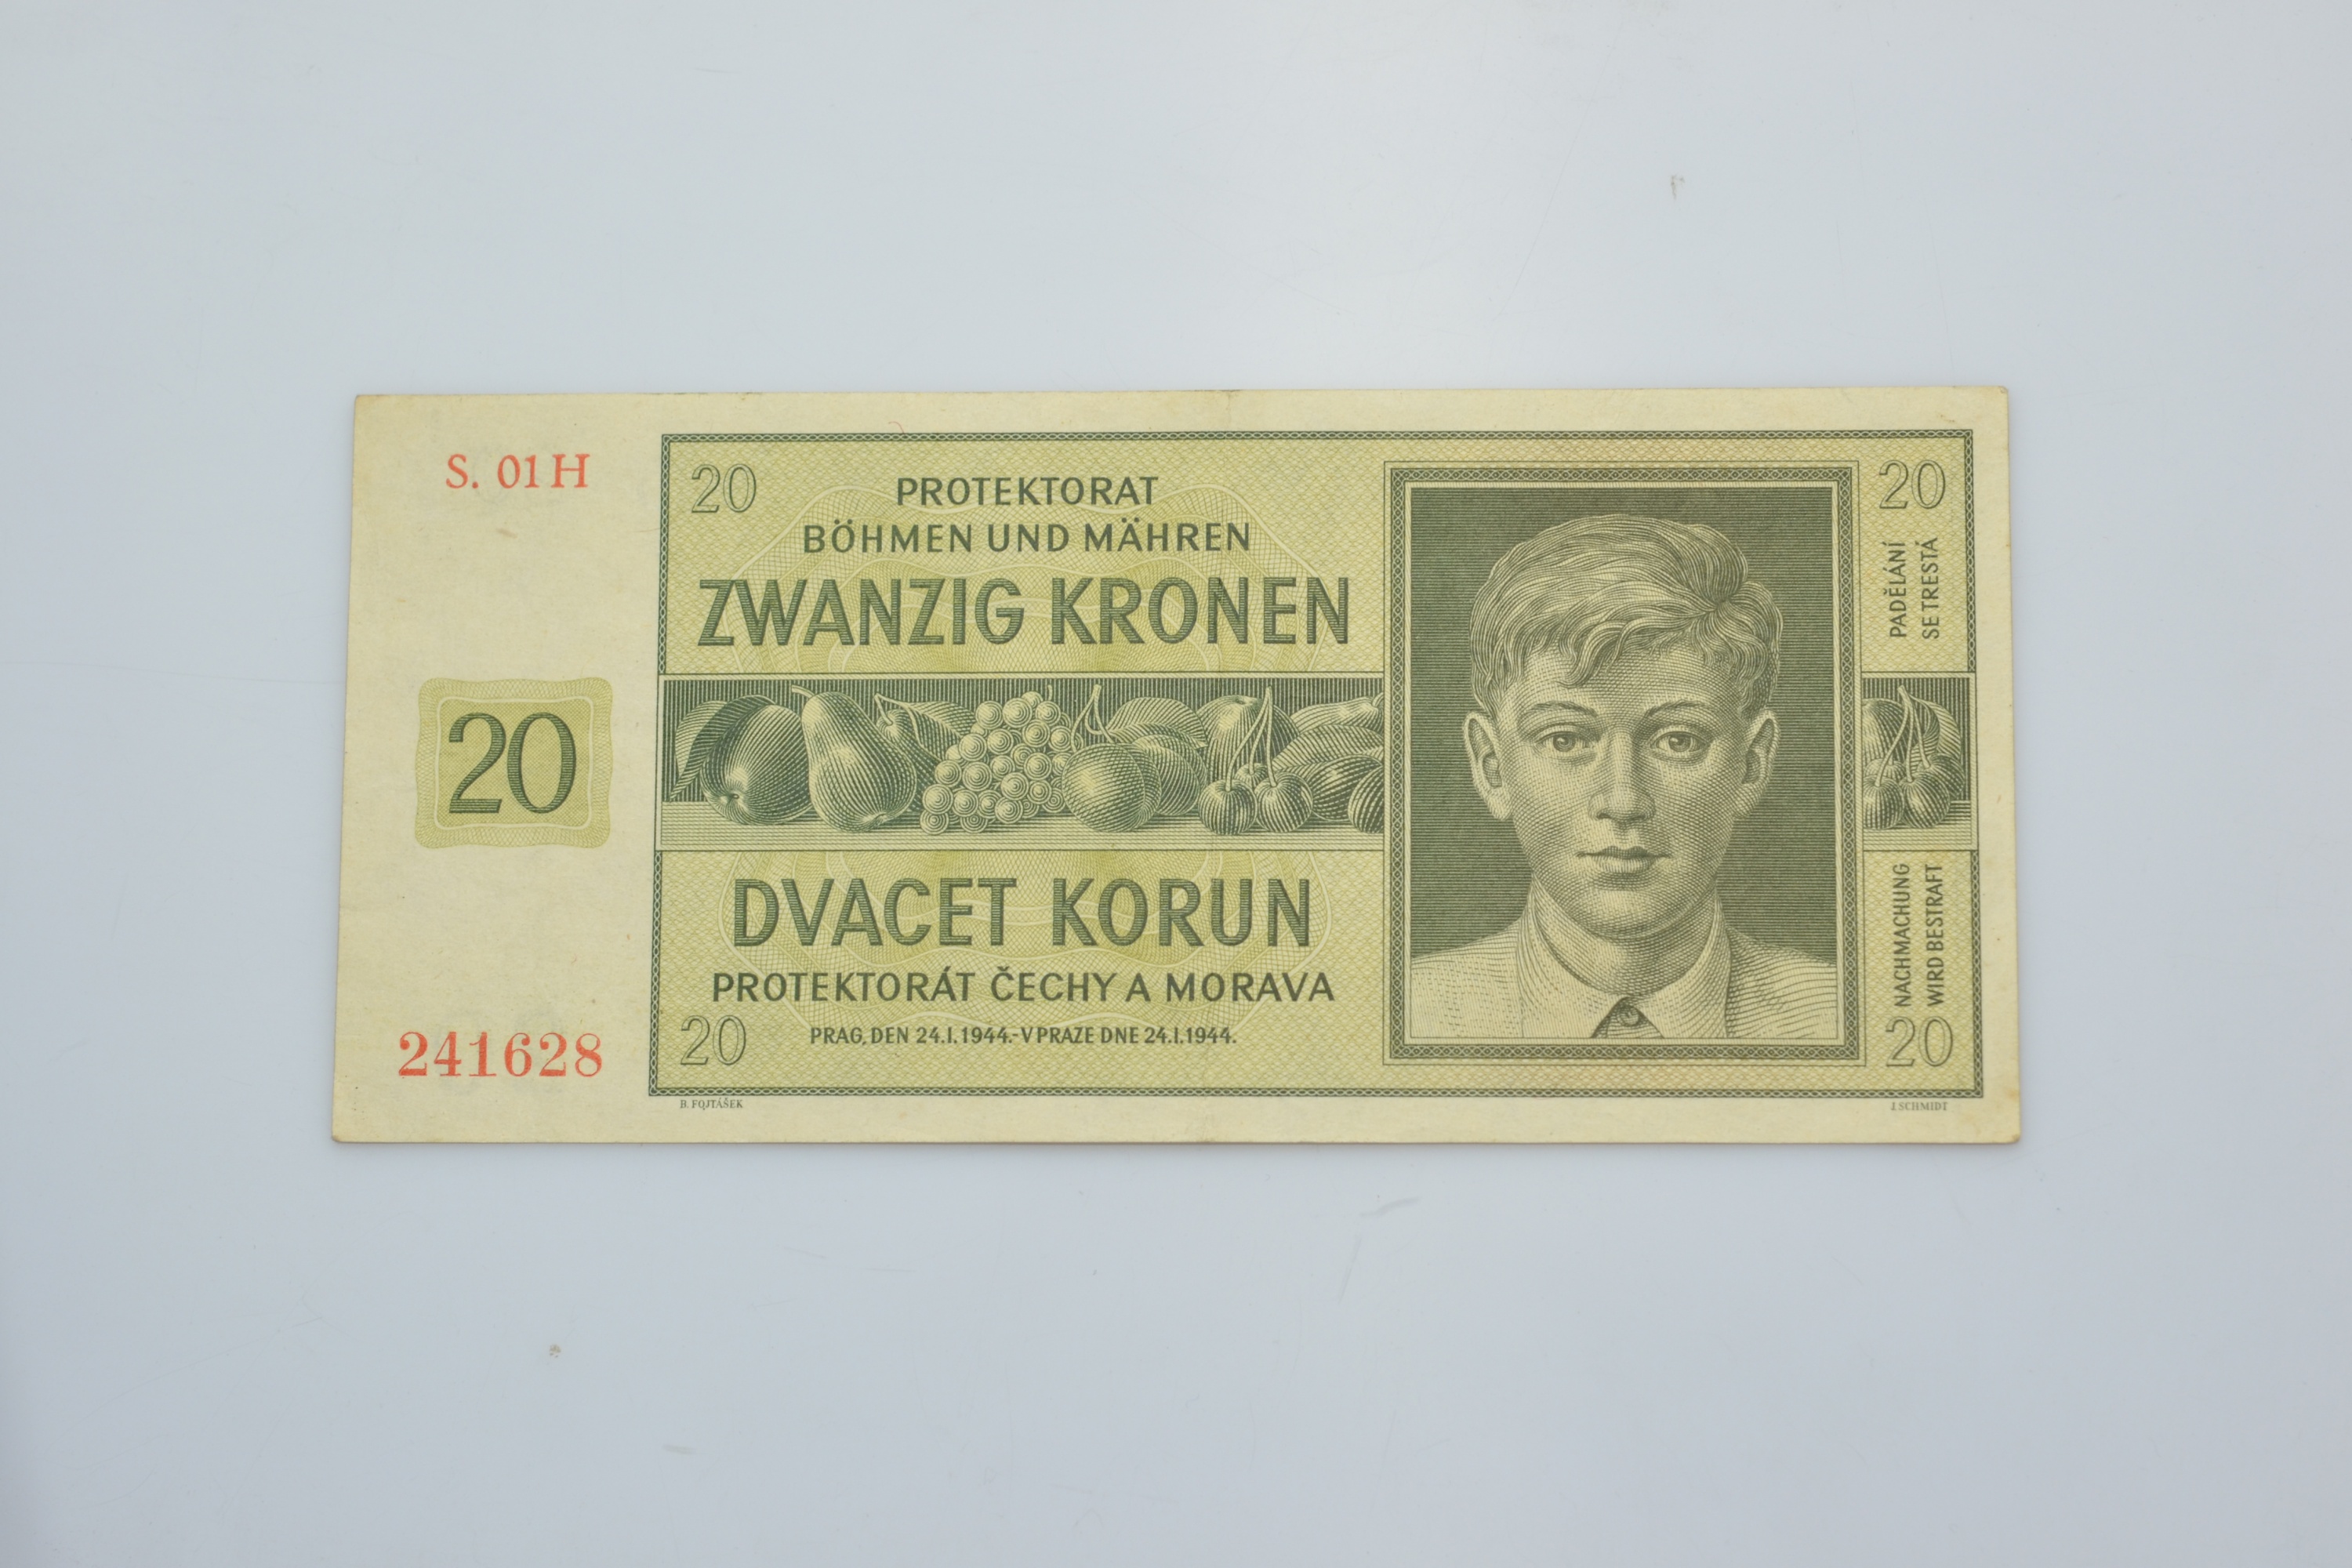 S. 01 H
20
241628
20
PROTEKTORAT
BÖHMEN UND MÄHREN
ZWANZIG KRONEN
DVACET KORUN
PROTEKTORÁT ČECHY A MORAVA
20
PRAG, DEN 24.I.1944.-V PRAZE DNE 24.I.1944.
20
PADĚLÁNÍ
SE TRESTÁ
NACHMACHUNG
WIRD BESTRAFT
20
B. FOJTÁŠEK
J. SCHMIDT